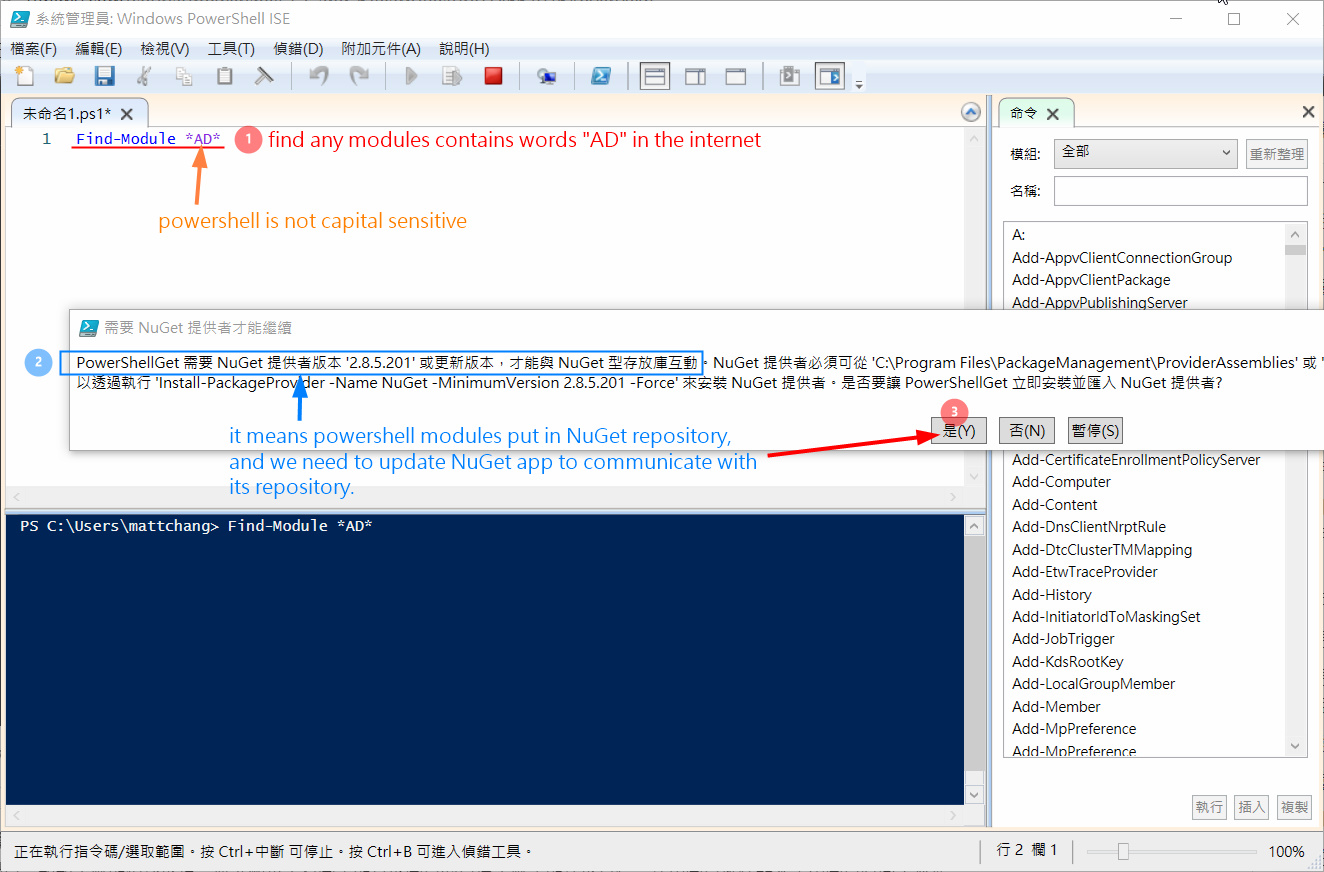 系統管理員: Windows PowerShell ISE
檔案(F) 編輯(E) 檢視(V) 工具(T) 偵錯(D) 附加元件(A) 說明(H)
未命名1.ps1*
1 Find-Module *AD*
1 find any modules contains words "AD" in the internet
powershell is not capital sensitive
命令
模組: 全部 重新整理
名稱:
A:
Add-AppvClientConnectionGroup
Add-AppvClientPackage
Add-AppvPublishingServer
需要 NuGet 提供者才能繼續
2
PowerShellGet 需要 NuGet 提供者版本 '2.8.5.201' 或更新版本，才能與 NuGet 型存放庫互動。NuGet 提供者必須可從 'C:\Program Files\PackageManagement\ProviderAssemblies' 或 '
以透過執行 'Install-PackageProvider -Name NuGet -MinimumVersion 2.8.5.201 -Force' 來安裝 NuGet 提供者。是否要讓 PowerShellGet 立即安裝並匯入 NuGet 提供者?
3
是(Y) 否(N) 暫停(S)
it means powershell modules put in NuGet repository,
and we need to update NuGet app to communicate with
its repository.
Add-CertificateEnrollmentPolicyServer
Add-Computer
Add-Content
Add-DnsClientNrptRule
Add-DtcClusterTMMapping
Add-EtwTraceProvider
Add-History
Add-InitiatorIdToMaskingSet
Add-JobTrigger
Add-KdsRootKey
Add-LocalGroupMember
Add-Member
Add-MpPreference
Add-MpPreference
PS C:\Users\mattchang> Find-Module *AD*
執行 插入 複製
正在執行指令碼/選取範圍。按 Ctrl+中斷 可停止。按 Ctrl+B 可進入偵錯工具。
行 2 欄 1
100%